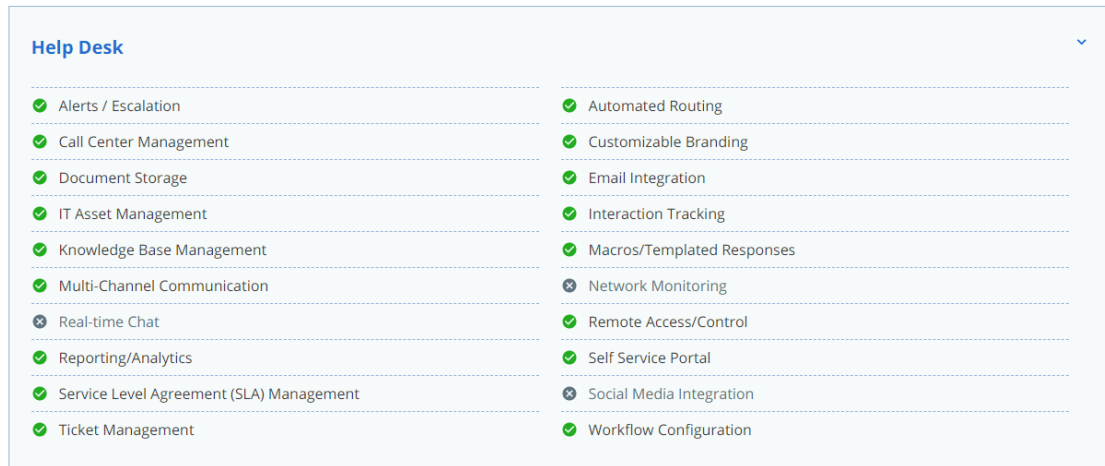 Help Desk
Alerts / Escalation
Automated Routing
Call Center Management
Customizable Branding
Document Storage
Email Integration
IT Asset Management
Interaction Tracking
Knowledge Base Management
Macros/Templated Responses
Multi-Channel Communication
Network Monitoring
Real-time Chat
Remote Access/Control
Reporting/Analytics
Self Service Portal
Service Level Agreement (SLA) Management
Social Media Integration
Ticket Management
Workflow Configuration